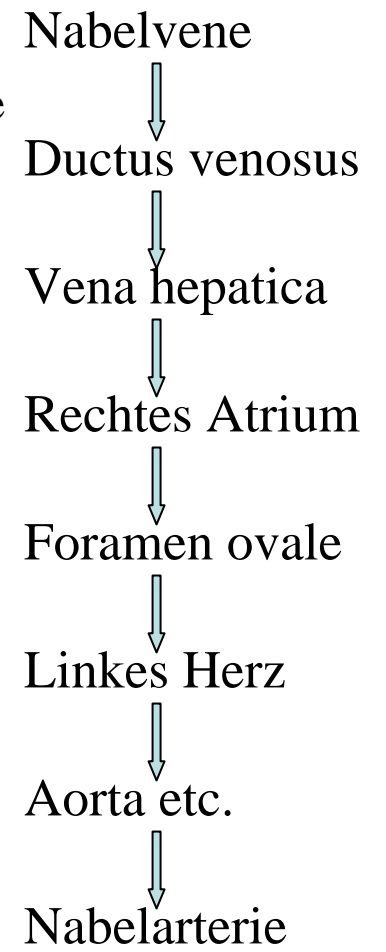 Nabelvene
Ductus venosus
Vena hepatica
Rechtes Atrium
Foramen ovale
Linkes Herz
Aorta etc.
Nabelarterie